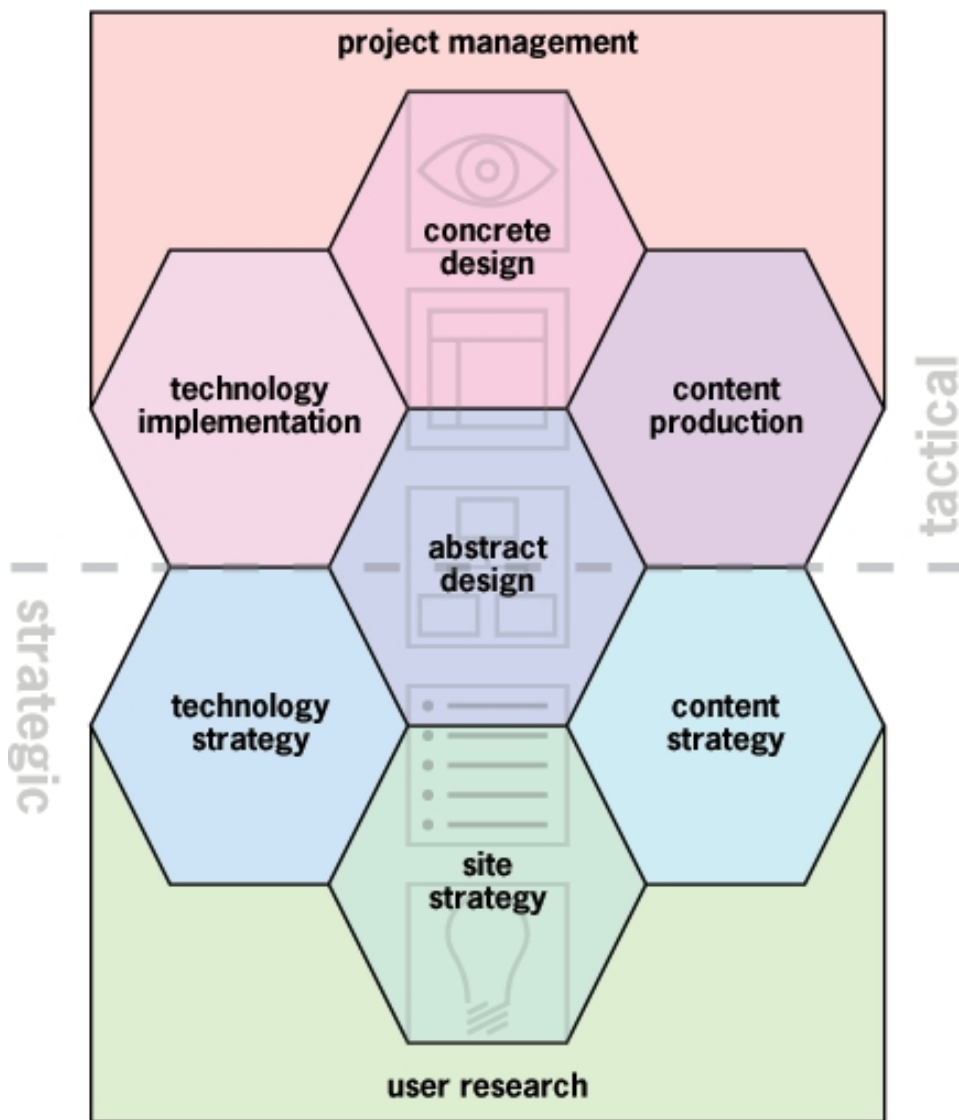 project management
concrete
design
technology
implementation
content
production
tactical
abstract
design
strategic
technology
strategy
content
strategy
site
strategy
user research